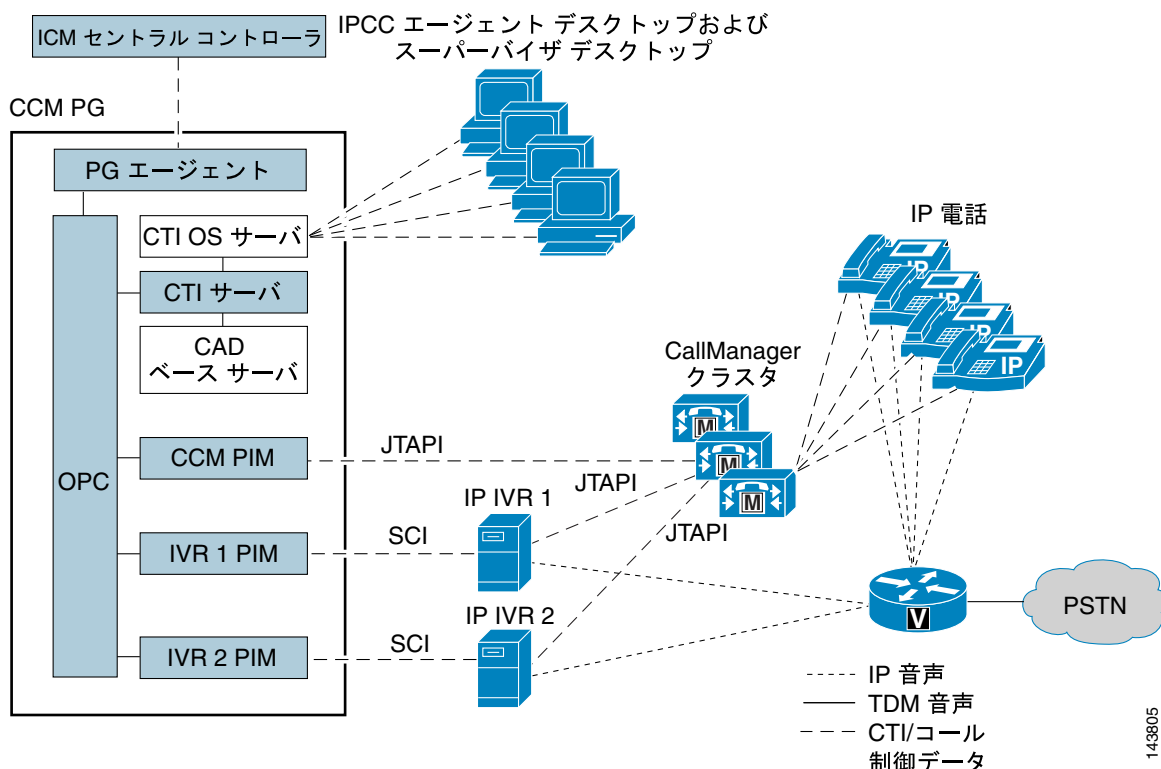 ICM セントラル コントローラ
IPCC エージェント デスクトップおよび
スーパーバイザ デスクトップ
CCM PG
PG エージェント
CTI OS サーバ
CTI サーバ
CAD
ベース サーバ
OPC
CCM PIM
IVR 1 PIM
IVR 2 PIM
JTAPI
SCI
SCI
IP IVR 1
IP IVR 2
JTAPI
JTAPI
CallManager
クラスタ
M
M
M
IP 電話
IP
IP
IP
IP
V
PSTN
IP 音声
TDM 音声
CTI/コール
制御データ
143805